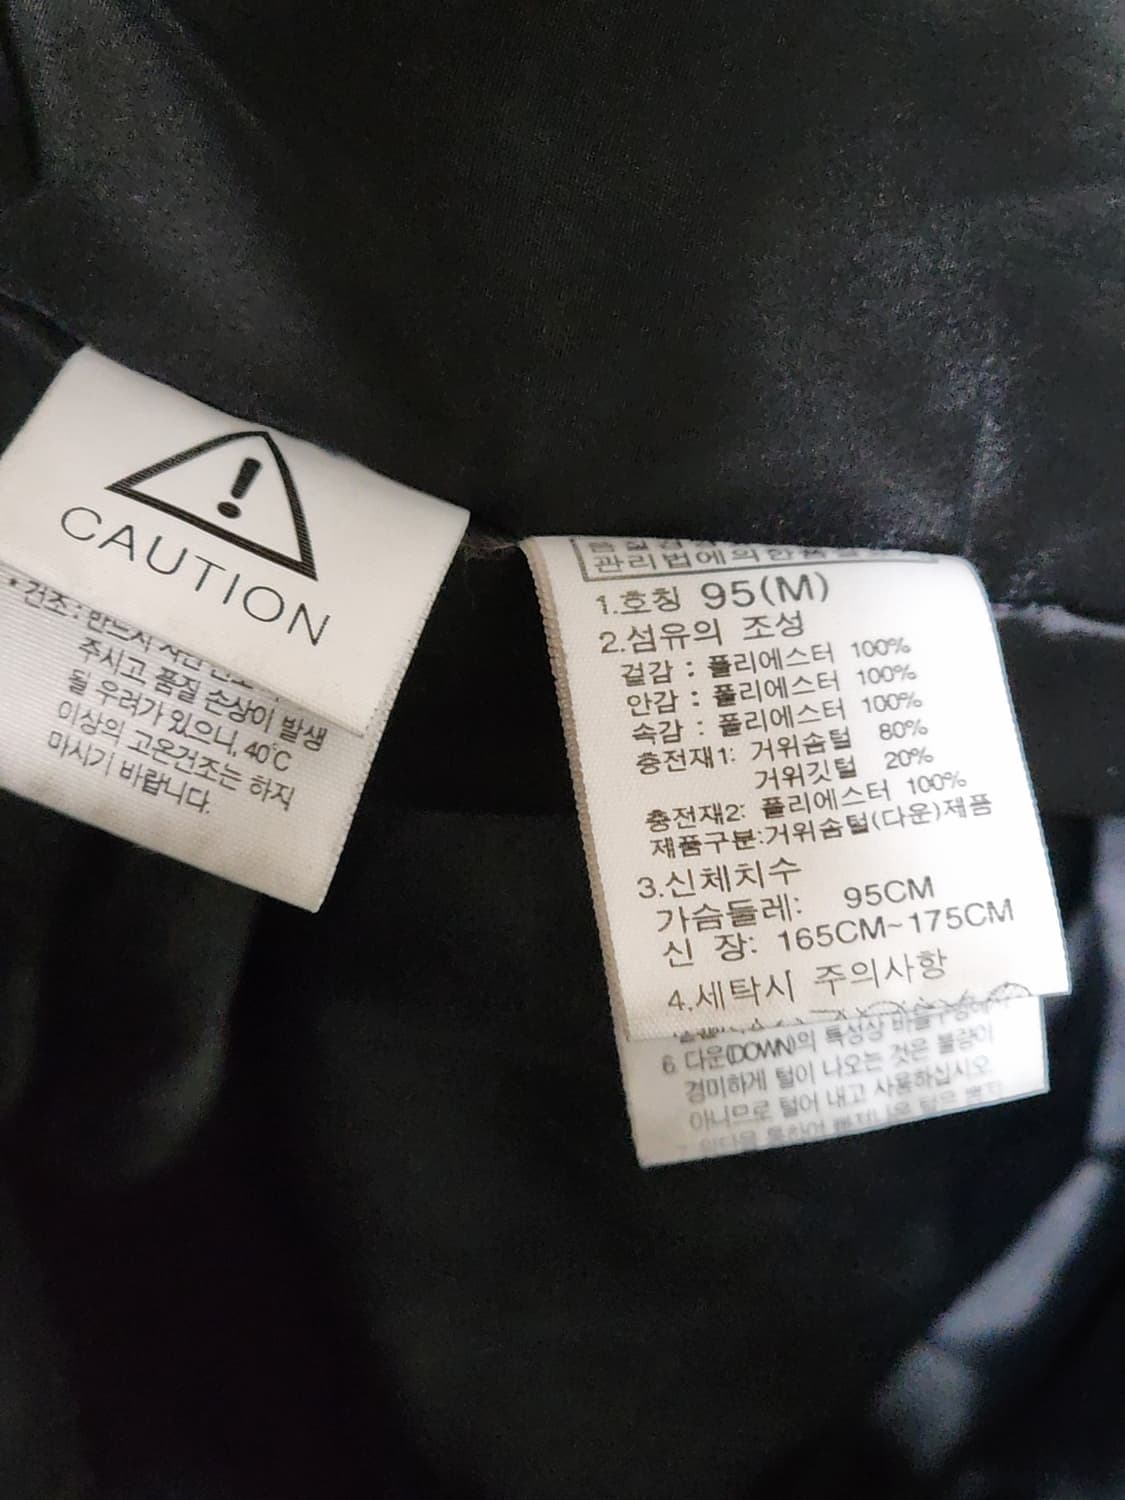 CAUTION
주시고 품질 손상이 발생
될 우려가 있으니, 40℃
이상의 고온건조는 하지
마시기 바랍니다.
관리법에의한품
1.호칭 95(M)
2.섬유의 조성
겉감 : 폴리에스터 100%
안감 : 폴리에스터 100%
속감 : 폴리에스터 100%
충전재1: 거위솜털 80%
거위깃털 20%
충전재2: 폴리에스터 100%
제품구분:거위솜털(다운)제품
3.신체치수
가슴둘레: 95CM
신 장: 165CM~175CM
4.세탁시 주의사항
6 다운(DOWN)의 특성상 바늘구멍에서
경미하게 털이 나오는 것은 불량이
아니므로 털어 내고 사용하십시오.